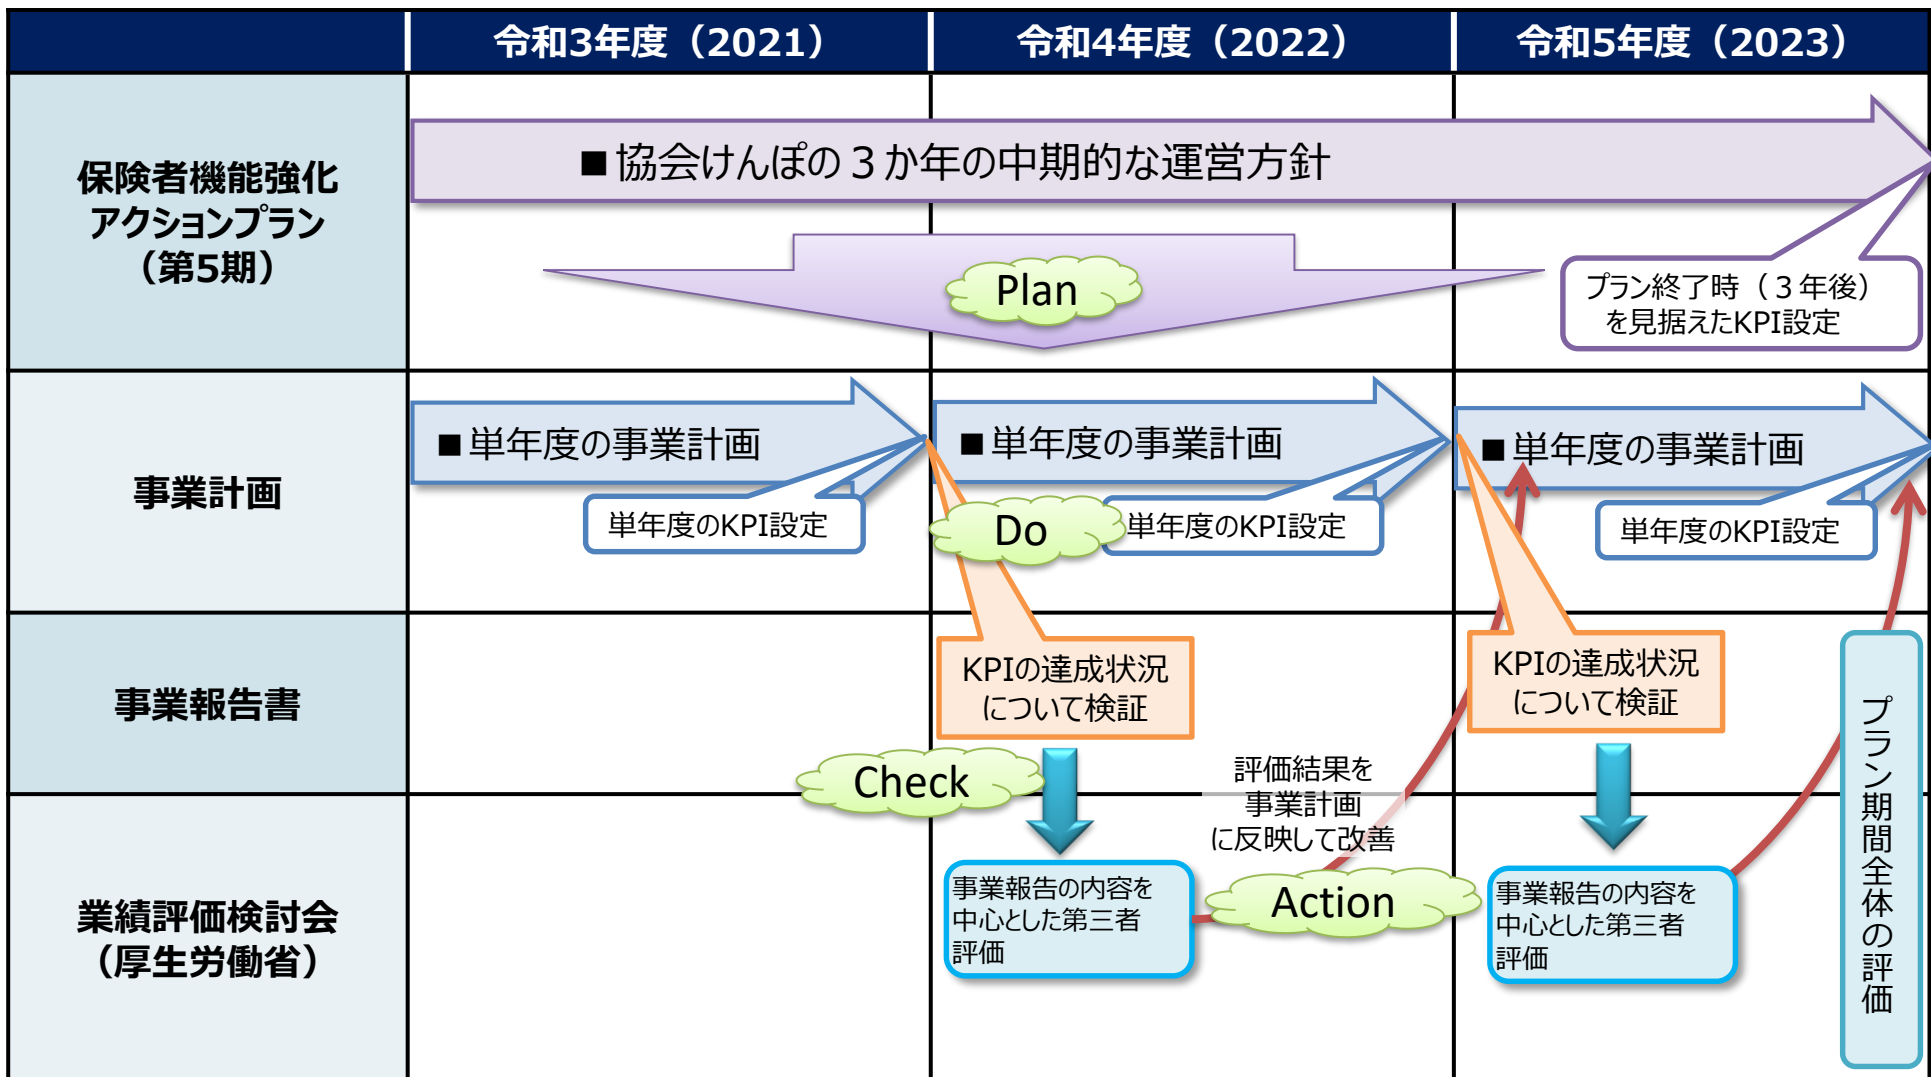 令和3年度（2021）
令和4年度（2022）
令和5年度（2023）
保険者機能強化
アクションプラン
（第5期）
■協会けんぽの３か年の中期的な運営方針
Plan
プラン終了時（３年後）
を見据えたKPI設定
事業計画
■単年度の事業計画
単年度のKPI設定
■単年度の事業計画
Do
単年度のKPI設定
■単年度の事業計画
単年度のKPI設定
事業報告書
KPIの達成状況
について検証
KPIの達成状況
について検証
Check
評価結果を
事業計画
に反映して改善
業績評価検討会
（厚生労働省）
事業報告の内容を
中心とした第三者
評価
Action
事業報告の内容を
中心とした第三者
評価
プラン期間全体の評価